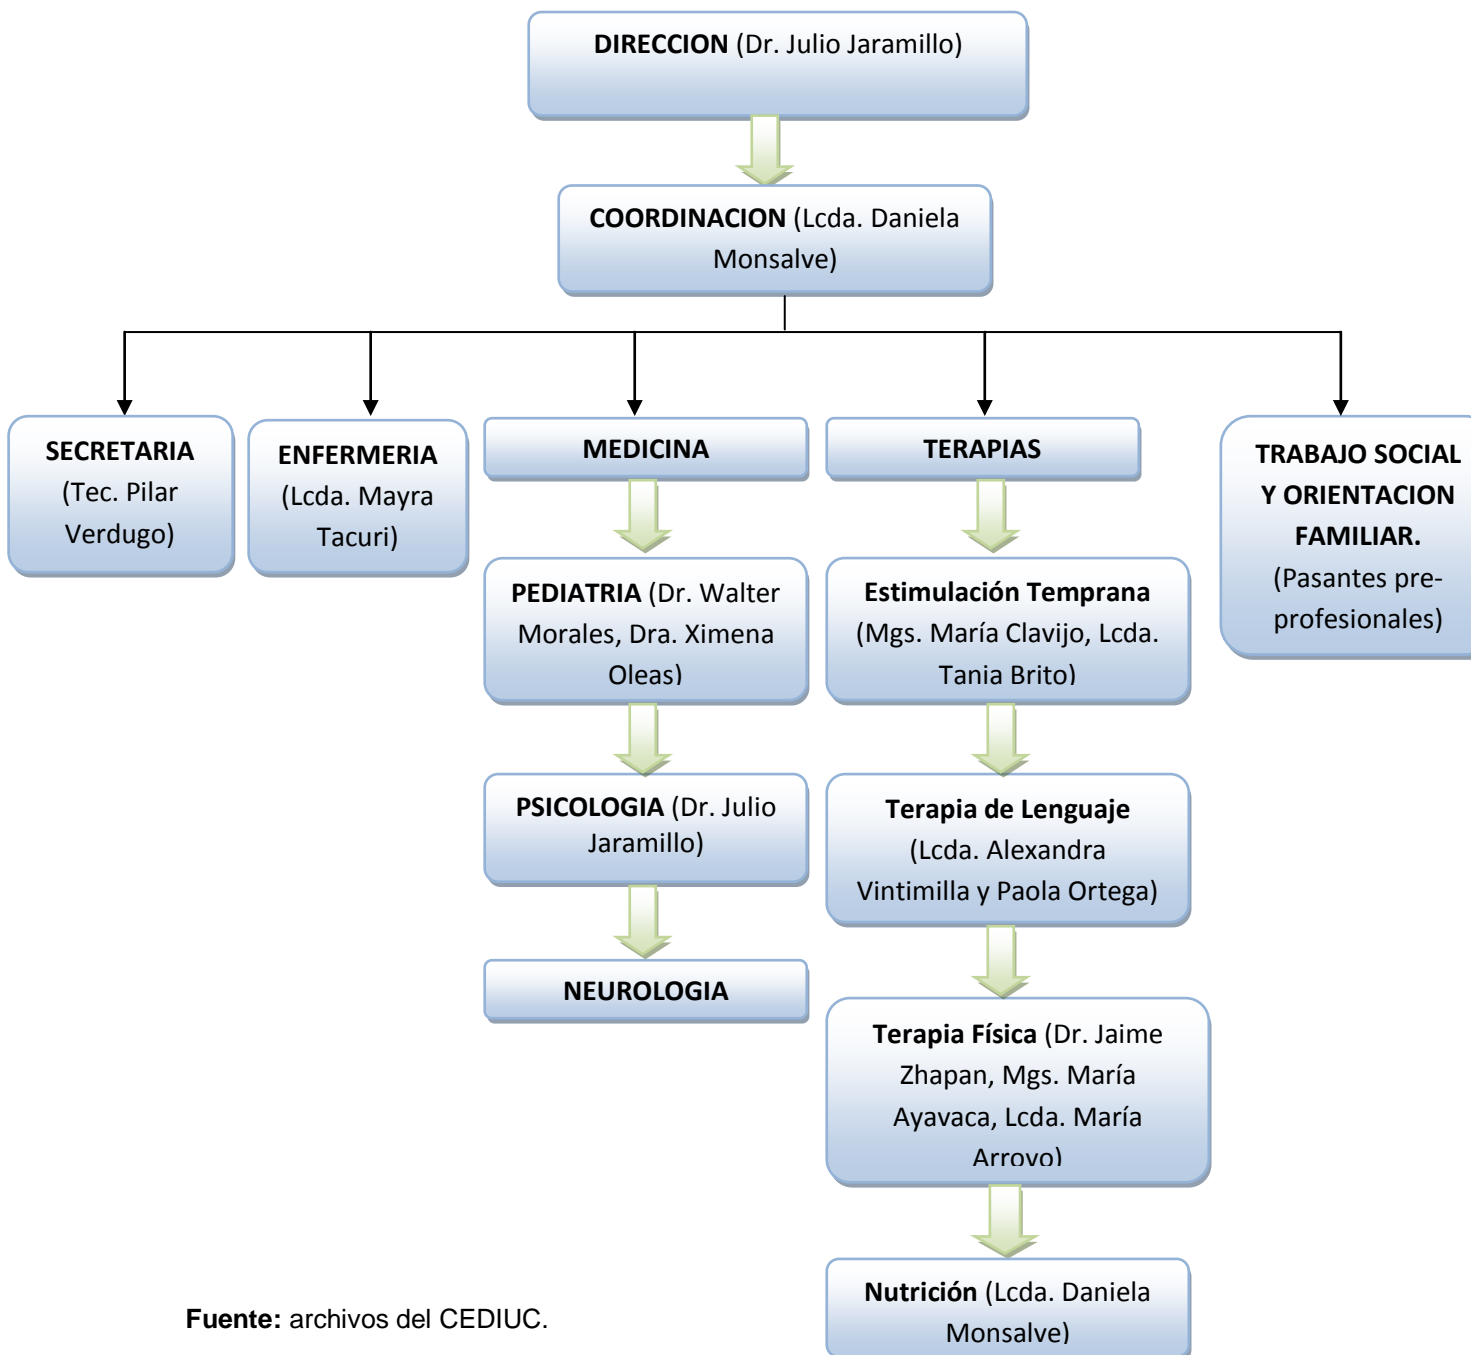 DIRECCION (Dr. Julio Jaramillo)
COORDINACION (Lcda. Daniela
Monsalve)
SECRETARIA
(Tec. Pilar
Verdugo)
ENFERMERIA
(Lcda. Mayra
Tacuri)
MEDICINA
TERAPIAS
TRABAJO SOCIAL
Y ORIENTACION
FAMILIAR.
(Pasantes pre-
profesionales)
PEDIATRIA (Dr. Walter
Morales, Dra. Ximena
Oleas)
Estimulación Temprana
(Mgs. María Clavijo, Lcda.
Tania Brito)
PSICOLOGIA (Dr. Julio
Jaramillo)
Terapia de Lenguaje
(Lcda. Alexandra
Vintimilla y Paola Ortega)
NEUROLOGIA
Terapia Física (Dr. Jaime
Zhapan, Mgs. María
Ayavaca, Lcda. María
Arroyo)
Nutrición (Lcda. Daniela
Monsalve)
Fuente: archivos del CEDIUC.